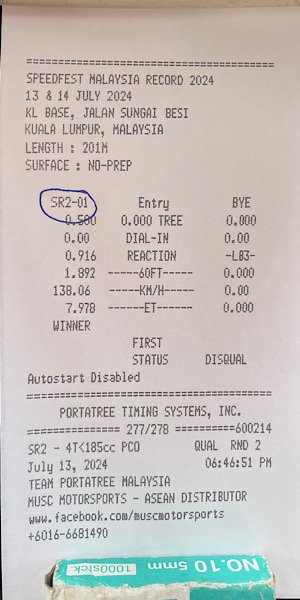 ==============================
SPEEDFEST MALAYSIA RECORD 2024
13 & 14 JULY 2024
KL BASE, JALAN SUNGAI BESI
KUALA LUMPUR, MALAYSIA
LENGTH : 201M
SURFACE : NO-PREP
SR2-01 Entry BYE
0.500 0.000 TREE 0.000
0.00 DIAL-IN 0.00
0.916 REACTION -LB3-
1.892 ------60FT------ 0.000
138.06 ------KM/H------ 0.00
7.978 ------ET------ 0.000
WINNER
FIRST
STATUS DISQUAL
Autostart Disabled
==============================
PORTATREE TIMING SYSTEMS, INC.
=============== 277/278 ==========600214
SR2 - 4T<185cc PCO QUAL RND 2
July 13, 2024 06:46:51 PM
TEAM PORTATREE MALAYSIA
MUSC MOTORSPORTS - ASEAN DISTRIBUTOR
www.facebook.com/muscmotorsports
+6016-6681490
NO.10 5mm
1000stck.